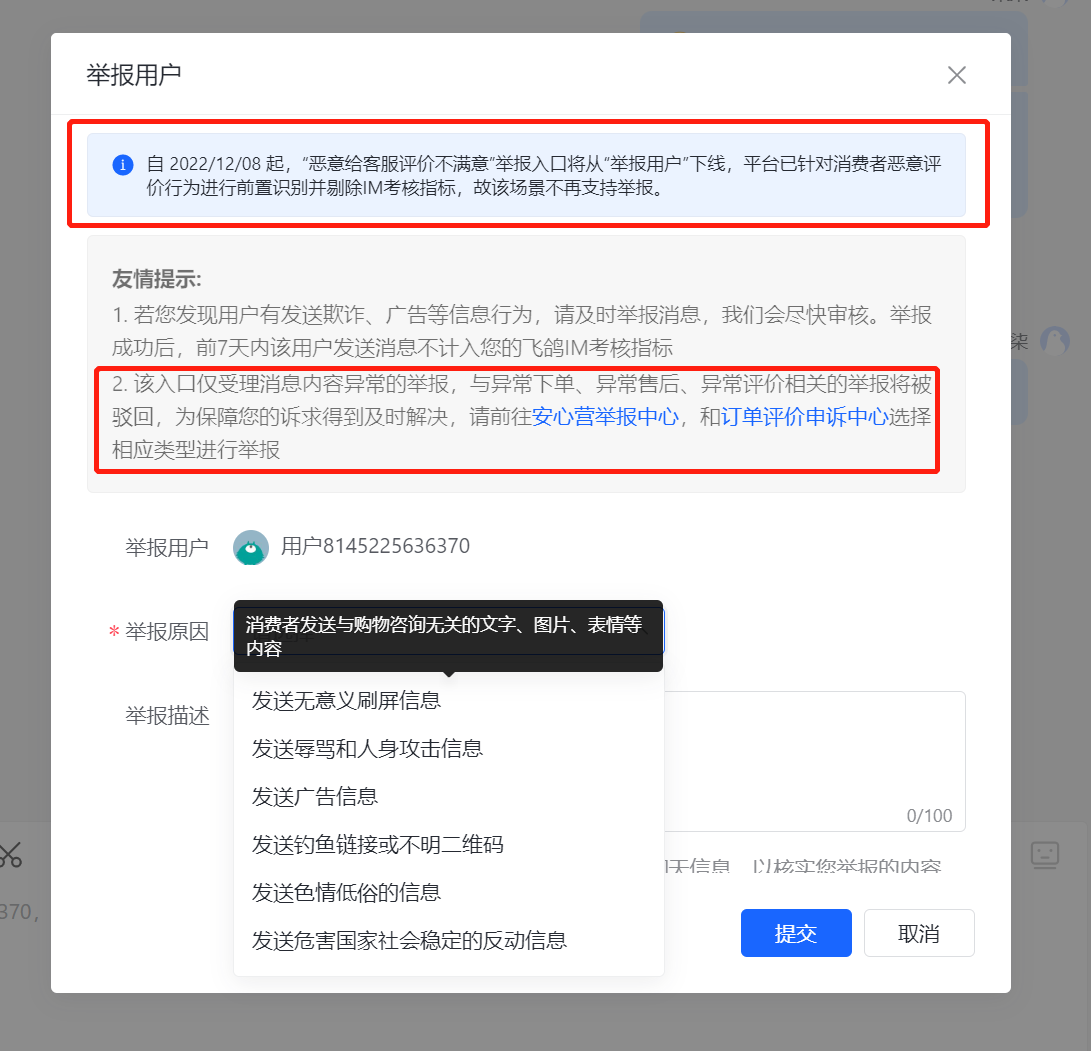 举报用户
自 2022/12/08 起，“恶意给客服评价不满意”举报入口将从“举报用户”下线，平台已针对消费者恶意评
价行为进行前置识别并剔除IM考核指标，故该场景不再支持举报。
友情提示:
1. 若您发现用户有发送欺诈、广告等信息行为，请及时举报消息，我们会尽快审核。举报
成功后，前7天内该用户发送消息不计入您的飞鸽IM考核指标
2. 该入口仅受理消息内容异常的举报，与异常下单、异常售后、异常评价相关的举报将被
驳回，为保障您的诉求得到及时解决，请前往安心营举报中心，和订单评价申诉中心选择
相应类型进行举报
柒
举报用户
用户8145225636370
* 举报原因
消费者发送与购物咨询无关的文字、图片、表情等
内容
发送无意义刷屏信息
举报描述
发送辱骂和人身攻击信息
发送广告信息
0/100
发送钓鱼链接或不明二维码
天信息，以核实您举报的内容
发送色情低俗的信息
370，
发送危害国家社会稳定的反动信息
提交
取消